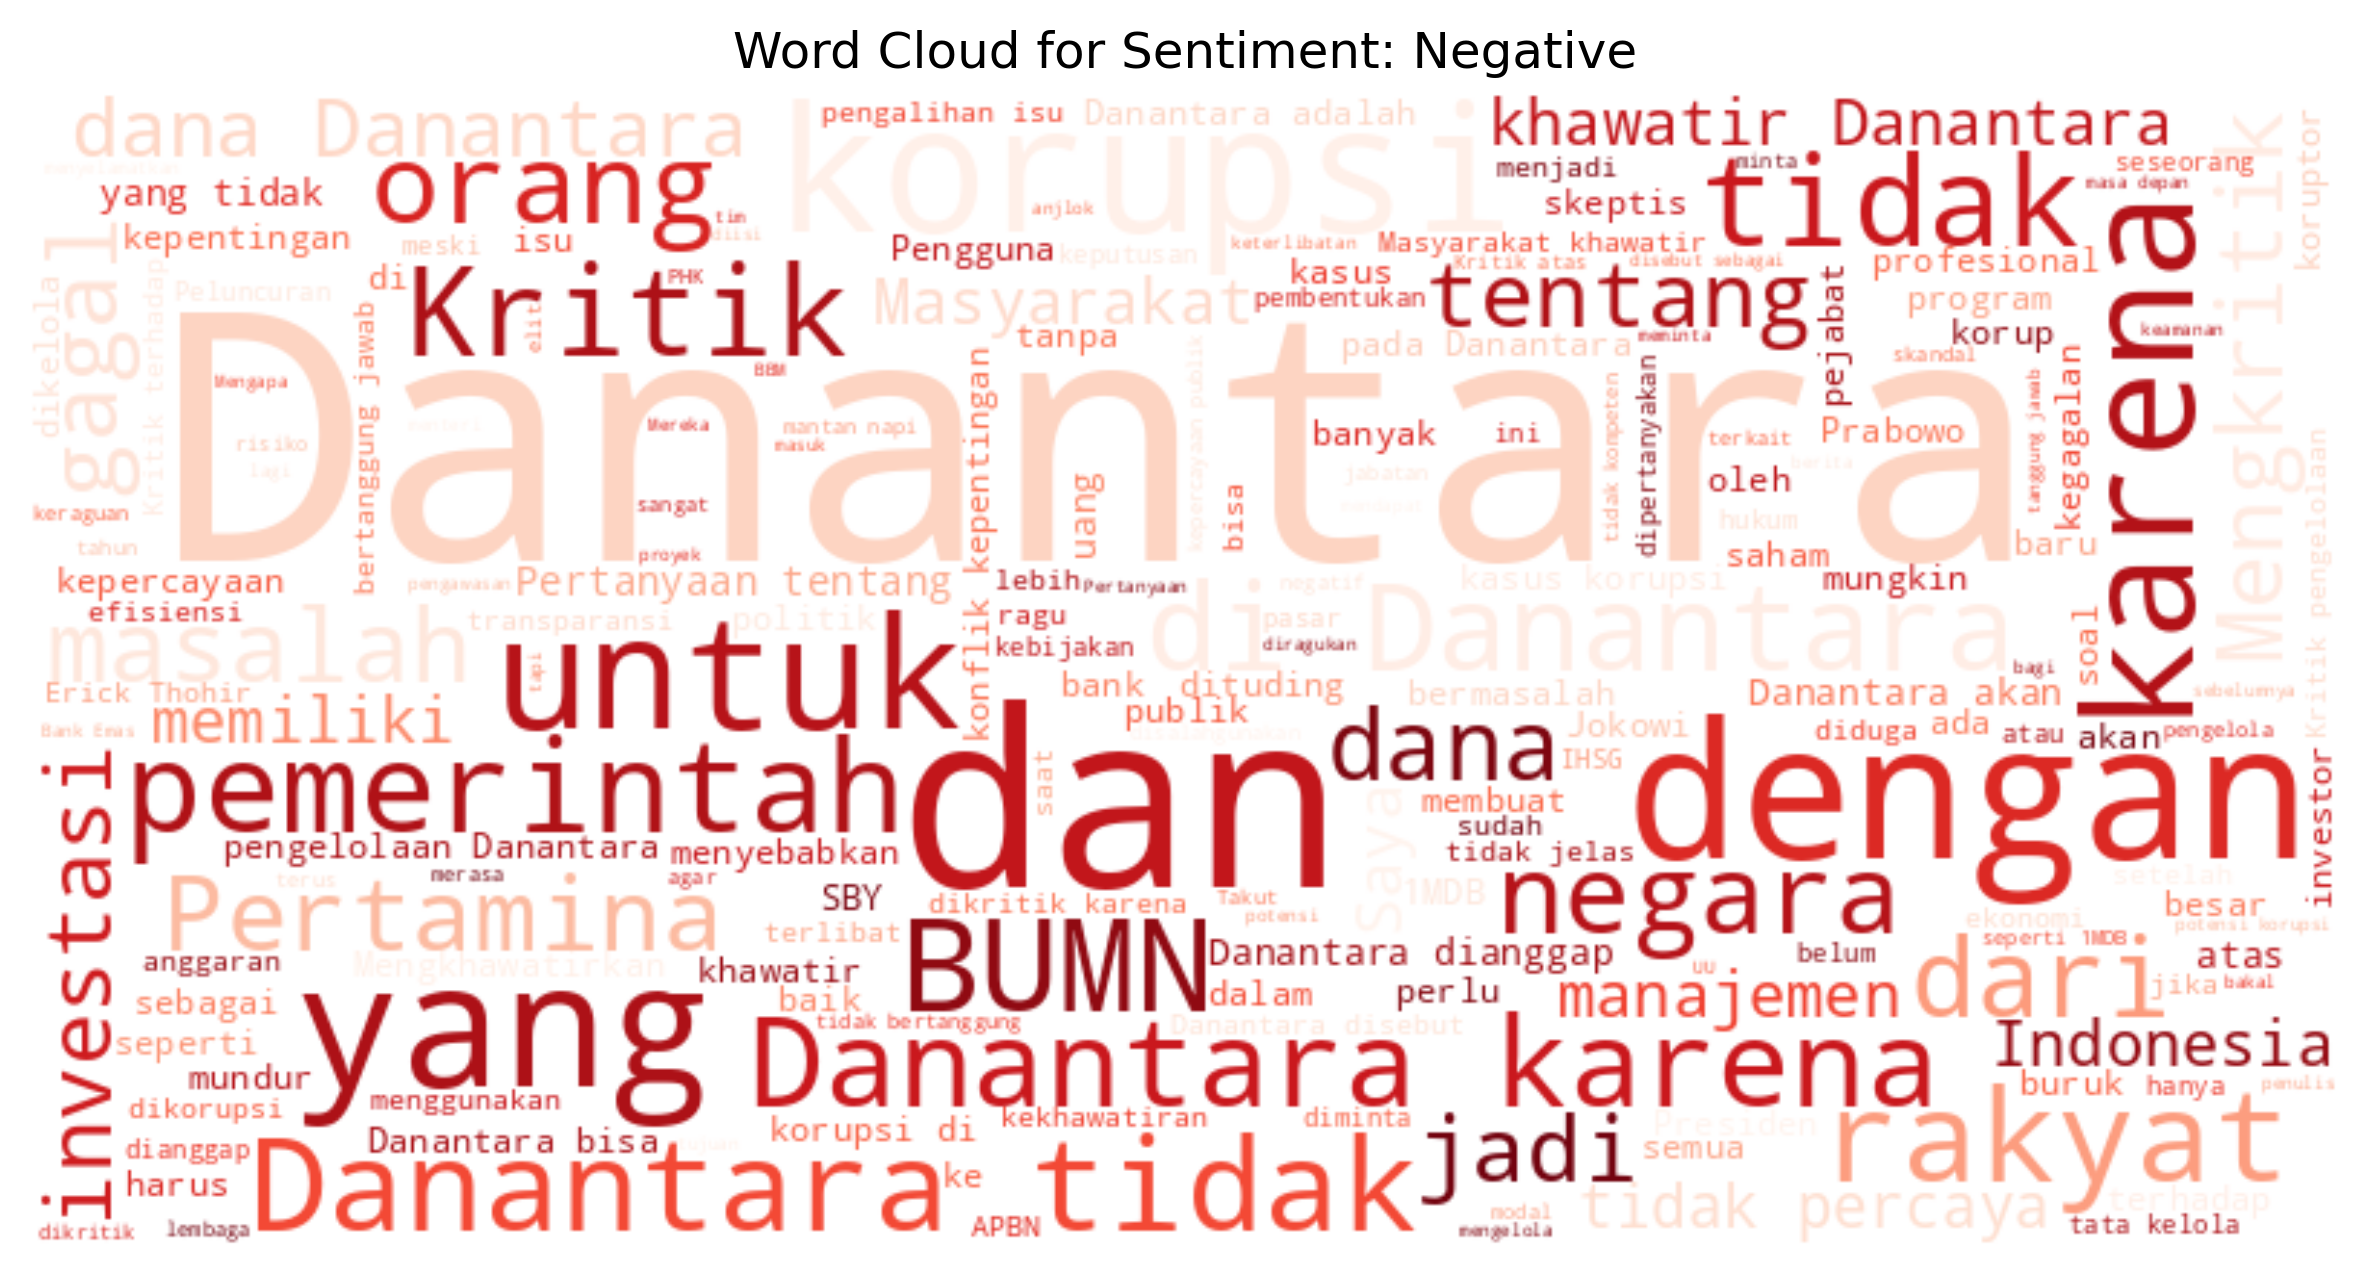 Word Cloud for Sentiment: Negative
dana Danantara
pengalihan isu
Danantara adalah
khawatir Danantara
korupsi
orang
tidak
menjadi
minta
seseorang
masa depan
koruptor
yang tidak
skeptis
anjlok
tim
diisi
kepentingan
meski
isu
Pengguna
keputusan
keterlibatan
Masyarakat khawatir
Kritik atas
disebut sebagai
profesional
karena
Mengkritik
gagal
dikelola
Kritik terhadap
Peluncuran
di
Kritik
PHK
elit
Masyarakat
kasus
pembentukan
tentang
pejabat
program
korup
keamanan
meminta
tanpa
pada Danantara
skandal
BBM
Danantara
Mengapa
bertanggung jawab
menteri
Mereka
mantan napi
masuk
risiko
lagi
konflik kepentingan
kepercayaan publik
banyak
ini
tidak kompeten
dipertanyakan
terkait
Prabowo
berita
tanggung jawab
kegagalan
jabatan
oleh
keraguan
sangat
uang
bisa
hukum
Kritik pengelolaan
tahun
proyek
saham
baru
kepercayaan
pengawasan
Pertanyaan tentang
lebih
Pertanyaan
negatif
kasus korupsi
mungkin
efisiensi
transparansi
politik
ragu
pasar
di Danantara
masalah
untuk
kebijakan
diragukan
soal
bagi
tapi
Erick Thohir
bank
dituding
bermasalah
Danantara akan
sebelumnya
memiliki
publik
Jokowi
diduga
ada
atau
akan
pengelola
Bank Emas
dana
IHSG
investasi
pemerintah
dan
saat
dengan
investor
membuat
Saya
sudah
pengelolaan Danantara
menyebabkan
tidak jelas
terus
merasa
agar
setelah
Pertamina
SBY
dikritik karena
Takut
potensi
1MDB
negara
besar
ekonomi
potensi korupsi
terlibat
BUMN
seperti 1MDB
dari
anggaran
Mengkhawatirkan
khawatir
Danantara dianggap
belum
atas
UU
sebagai
yang
baik
dalam
perlu
manajemen
jika
bakal
tidak bertanggung
Danantara disebut
seperti
Danantara karena
Indonesia
mundur
buruk
hanya
penulis
dikorupsi
menggunakan
kekhawatiran
diminta
rakyat
Danantara bisa
korupsi di
jadi
Presiden
dianggap
semua
harus
Danantara tidak
ke
tidak percaya
terhadap
dikritik
lembaga
APBN
modal
mengelola
tata kelola